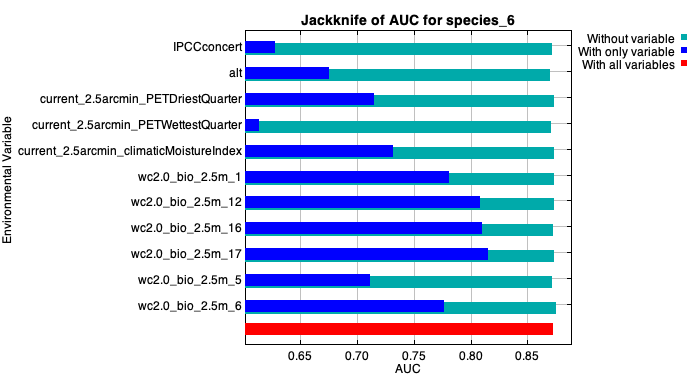 Jackknife of AUC for species_6
Without variable
With only variable
With all variables
Environmental Variable
IPCCconcert
alt
current_2.5arcmin_PETDriestQuarter
current_2.5arcmin_PETWettestQuarter
current_2.5arcmin_climaticMoistureIndex
wc2.0_bio_2.5m_1
wc2.0_bio_2.5m_12
wc2.0_bio_2.5m_16
wc2.0_bio_2.5m_17
wc2.0_bio_2.5m_5
wc2.0_bio_2.5m_6
0.65 0.70 0.75 0.80 0.85
AUC